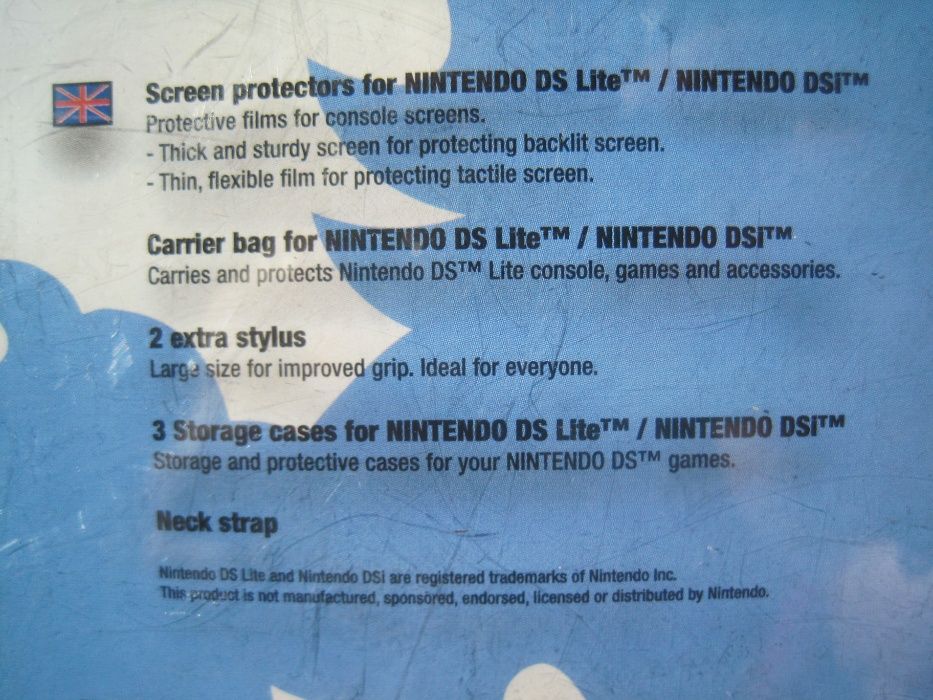 Screen protectors for NINTENDO DS Lite™ / NINTENDO DSi™
Protective films for console screens.
- Thick and sturdy screen for protecting backlit screen.
- Thin, flexible film for protecting tactile screen.
Carrier bag for NINTENDO DS Lite™ / NINTENDO DSi™
Carries and protects Nintendo DS™ Lite console, games and accessories.
2 extra stylus
Large size for improved grip. Ideal for everyone.
3 Storage cases for NINTENDO DS Lite™ / NINTENDO DSi™
Storage and protective cases for your NINTENDO DS™ games.
Neck strap
Nintendo DS Lite and Nintendo DSi are registered trademarks of Nintendo Inc.
This product is not manufactured, sponsored, endorsed, licensed or distributed by Nintendo.